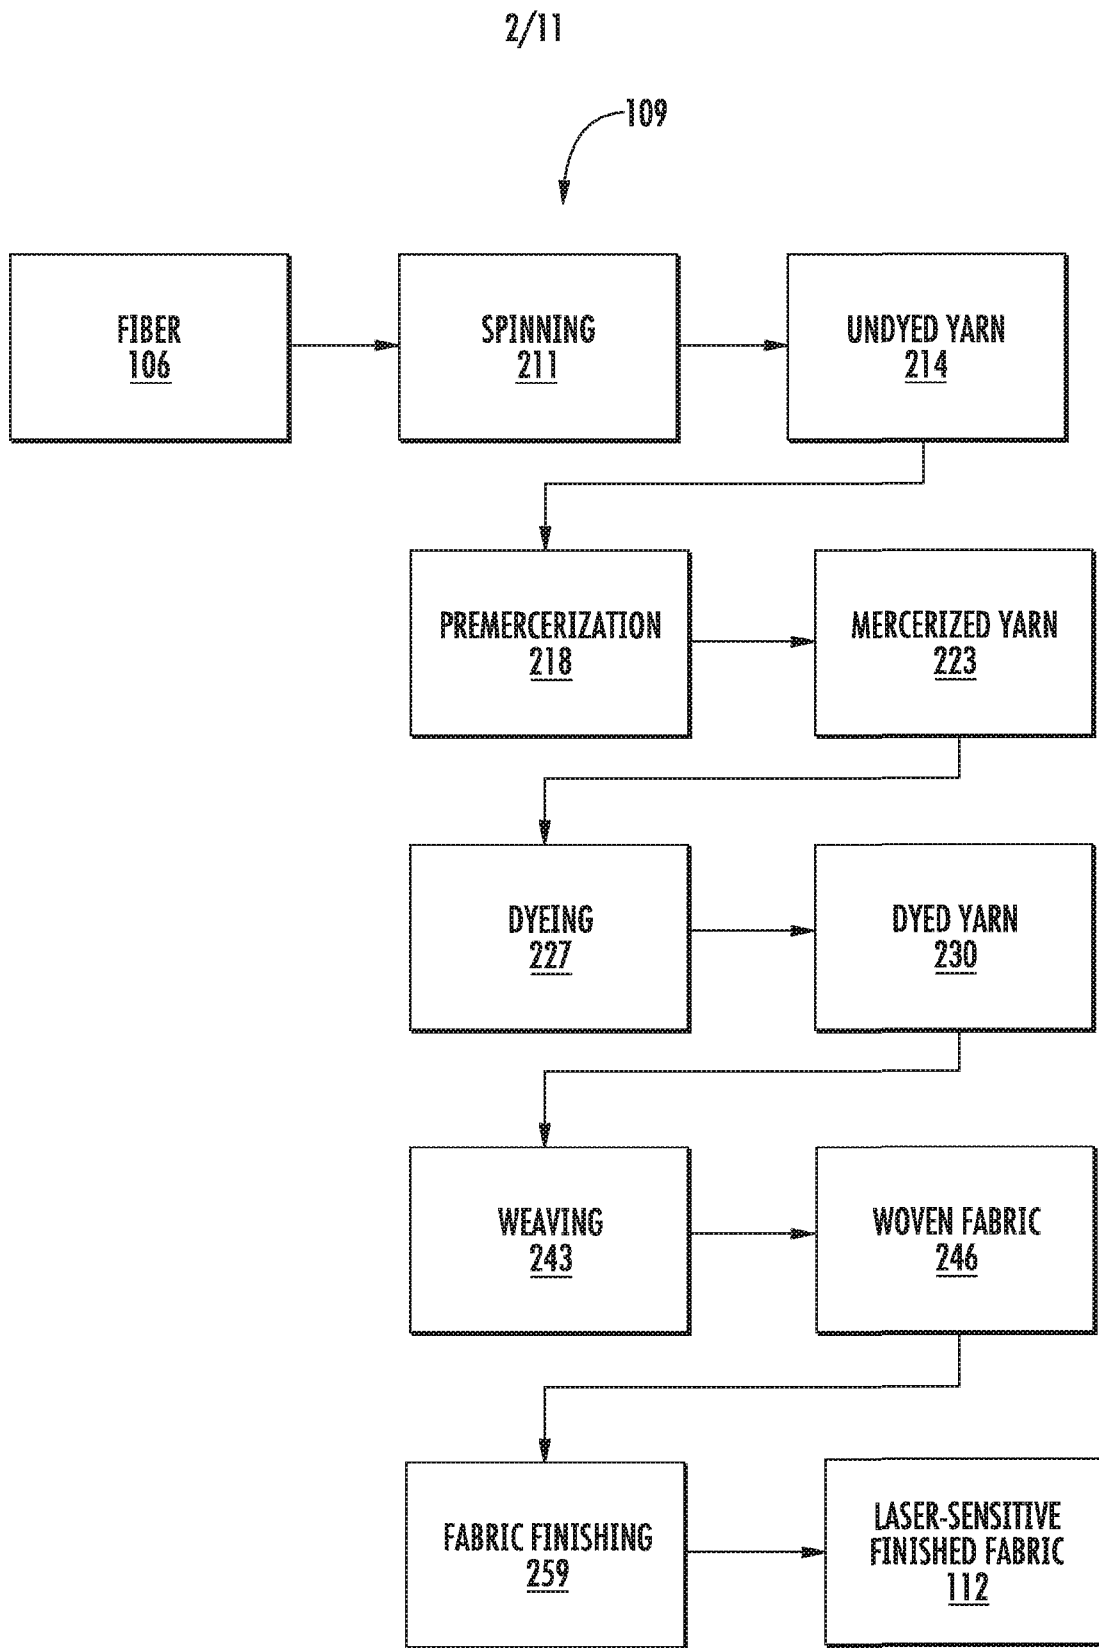 2/11
109
FIBER
106
SPINNING
211
UNDYED YARN
214
PREMERCERIZATION
218
MERCERIZED YARN
223
DYEING
227
DYED YARN
230
WEAVING
243
WOVEN FABRIC
246
FABRIC FINISHING
259
LASER-SENSITIVE
FINISHED FABRIC
112